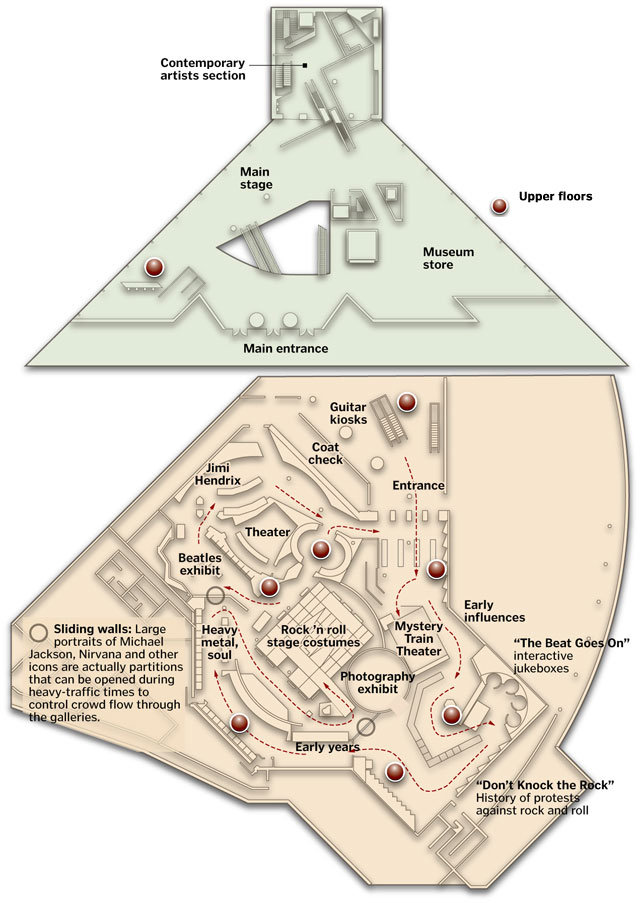 Contemporary
artists section
Main
stage
Upper floors
Museum
store
Main entrance
Guitar
kiosks
Coat
check
Jimi
Hendrix
Entrance
Theater
Beatles
exhibit
Early
influences
Sliding walls: Large
portraits of Michael
Jackson, Nirvana and other
icons are actually partitions
that can be opened during
heavy-traffic times to
control crowd flow through
the galleries.
Heavy
metal,
soul
Rock ’n roll
stage costumes
Mystery
Train
Theater
“The Beat Goes On”
interactive
jukeboxes
Photography
exhibit
Early years
“Don’t Knock the Rock”
History of protests
against rock and roll